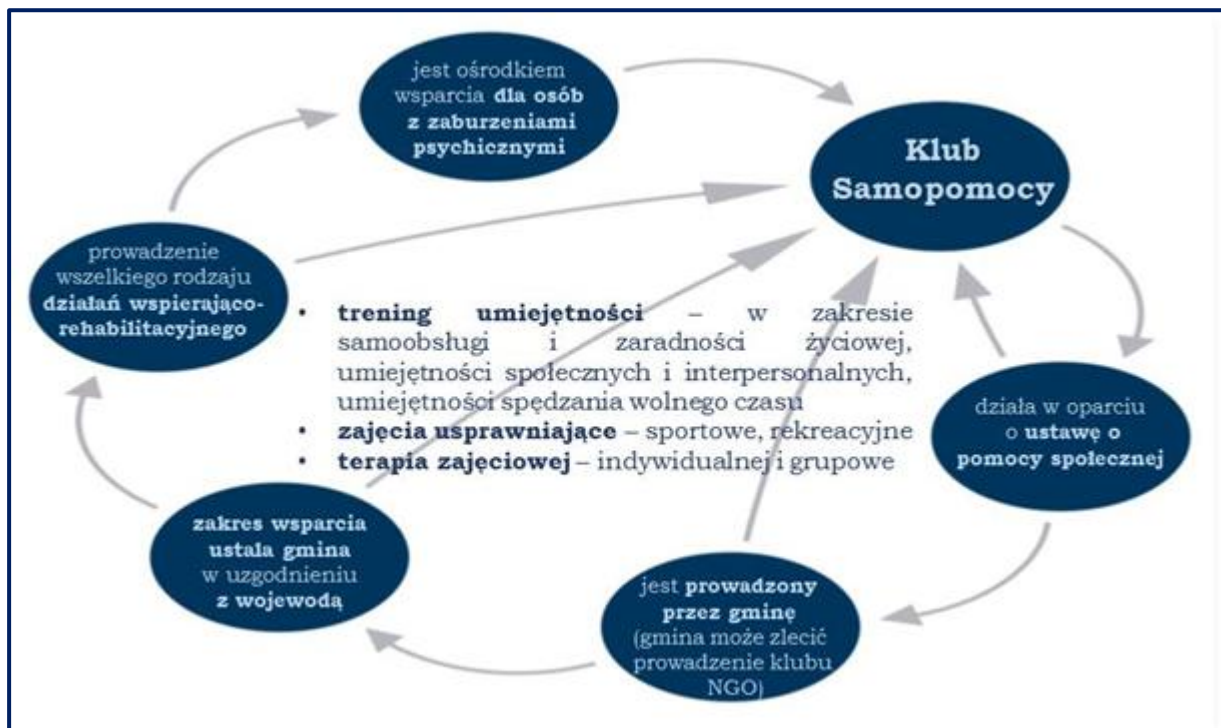 jest ośrodkiem
wsparcia dla osób
z zaburzeniami
psychicznymi
Klub
Samopomocy
prowadzenie
wszelkiego rodzaju
działań wspierająco-
rehabilitacyjnego
• trening umiejętności – w zakresie
samoobsługi i zaradności życiowej,
umiejętności społecznych i interpersonalnych,
umiejętności spędzania wolnego czasu
• zajęcia usprawniające – sportowe, rekreacyjne
• terapia zajęciowej – indywidualnej i grupowe
działa w oparciu
o ustawę o
pomocy społecznej
zakres wsparcia
ustala gmina
w uzgodnieniu
z wojewodą
jest prowadzony
przez gminę
(gmina może zlecić
prowadzenie klubu
NGO)